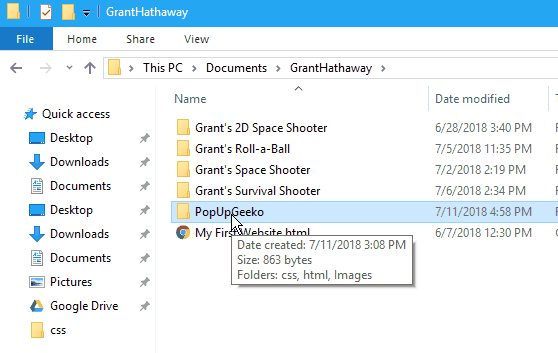 GrantHathaway
File
Home
Share
View
This PC
Documents
GrantHathaway
Name
Date modified
Quick access
Desktop
Downloads
Documents
Desktop
Downloads
Documents
Pictures
Google Drive
css
Grant's 2D Space Shooter
6/28/2018 3:40 PM
Grant's Roll-a-Ball
7/5/2018 11:35 PM
Grant's Space Shooter
7/2/2018 2:19 PM
Grant's Survival Shooter
7/6/2018 2:34 PM
PopUpGeeko
7/11/2018 4:58 PM
My First Website.html
6/7/2018 12:30 PM
Date created: 7/11/2018 3:08 PM
Size: 863 bytes
Folders: css, html, Images